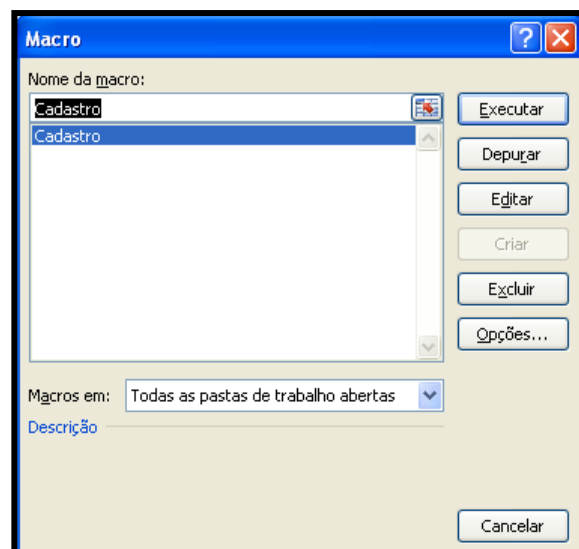 Macro
Nome da macro:
Cadastro
Cadastro
Executar
Depurar
Editar
Criar
Excluir
Opções...
Macros em: Todas as pastas de trabalho abertas
Descrição
Cancelar